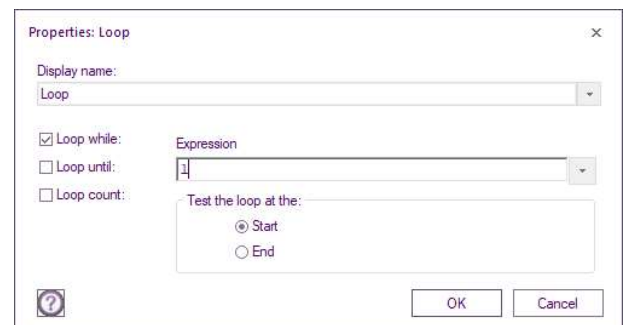 Properties: Loop
Display name:
Loop
Loop while:
Expression
Loop until:
1
Loop count:
Test the loop at the:
Start
End
?
OK
Cancel